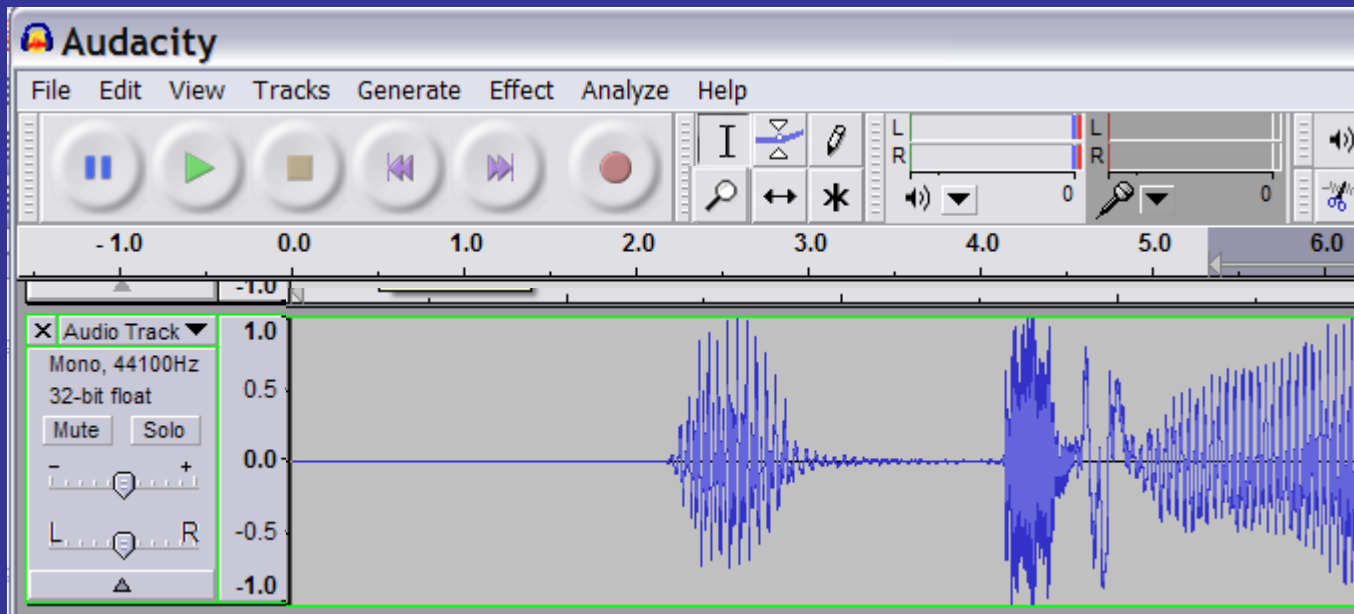 Audacity
File Edit View Tracks Generate Effect Analyze Help
L
R
0
L
R
0
- 1.0 0.0 1.0 2.0 3.0 4.0 5.0 6.0
-1.0
X Audio Track
Mono, 44100Hz
32-bit float
Mute Solo
- +
L R
1.0
0.5
0.0
-0.5
-1.0